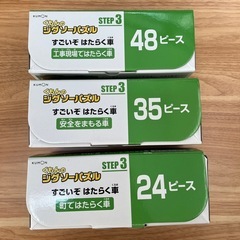 KUMON
くもんの
ジグソーパズル
STEP 3
すごいぞ はたらく車
工事現場ではたらく車
48ピース
KUMON
くもんの
ジグソーパズル
STEP 3
すごいぞ はたらく車
安全をまもる車
35ピース
KUMON
くもんの
ジグソーパズル
STEP 3
すごいぞ はたらく車
町ではたらく車
24ピース